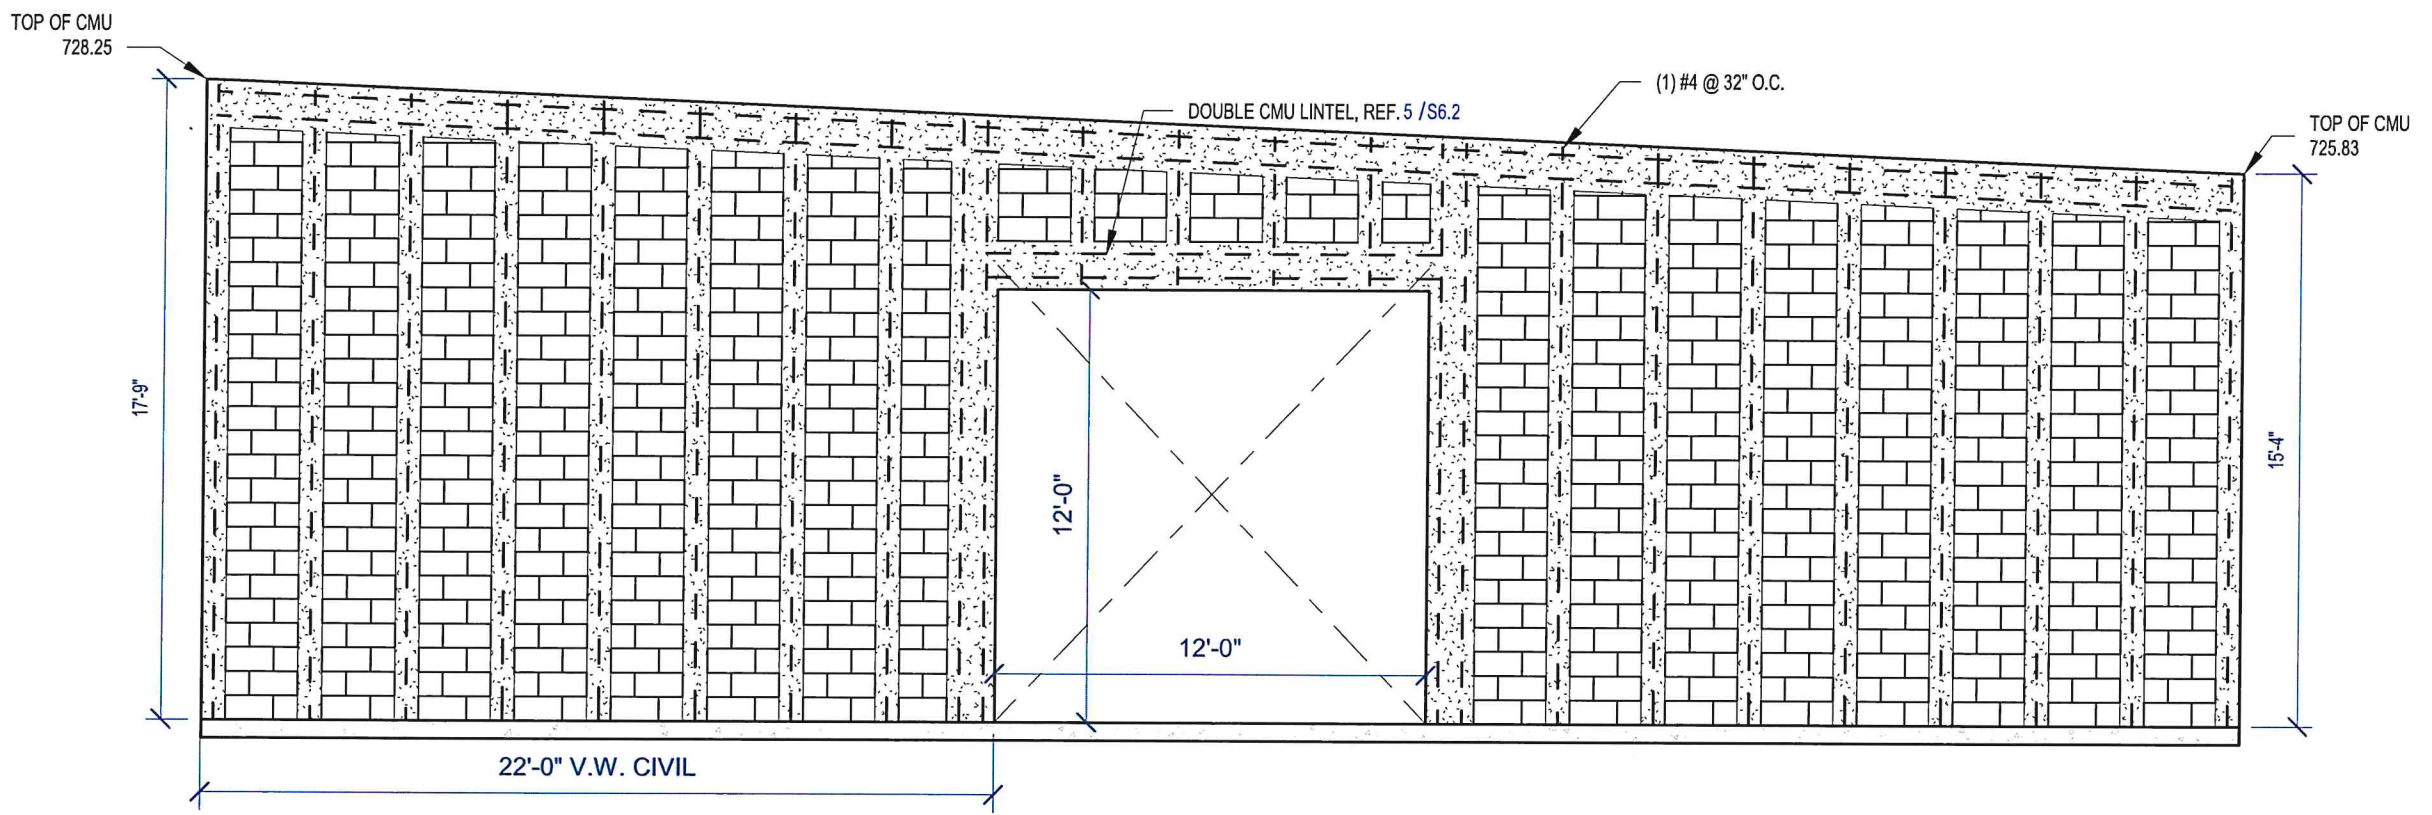 TOP OF CMU
728.25
(1) #4 @ 32" O.C.
DOUBLE CMU LINTEL, REF. 5 /S6.2
TOP OF CMU
725.83
17'-9"
15'-4"
12'-0"
12'-0"
22'-0" V.W. CIVIL